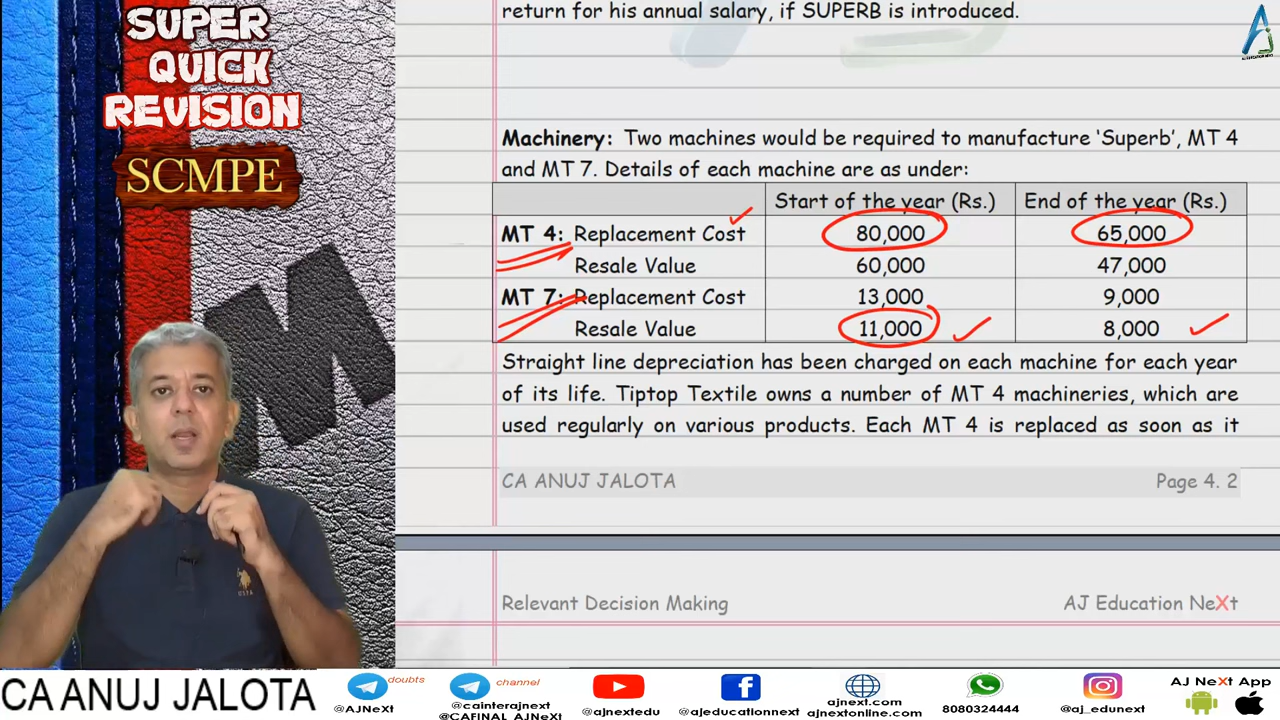 SUPER
QUICK
REVISION
SCMPE
return for his annual salary, if SUPERB is introduced.
Machinery: Two machines would be required to manufacture ‘Superb’, MT 4
and MT 7. Details of each machine are as under:
Start of the year (Rs.) End of the year (Rs.)
MT 4: Replacement Cost 80,000 65,000
Resale Value 60,000 47,000
MT 7: Replacement Cost 13,000 9,000
Resale Value 11,000 8,000
Straight line depreciation has been charged on each machine for each year
of its life. Tiptop Textile owns a number of MT 4 machineries, which are
used regularly on various products. Each MT 4 is replaced as soon as it
CA ANUJ JALOTA Page 4. 2
Relevant Decision Making AJ Education NeXt
CA ANUJ JALOTA
doubts
@AJNeXt
channel
@cainterajnext
@CAFINAL_AJNeXt
@ajnextedu
@ajeducationnext
ajnext.com
ajnextonline.com
8080324444
@aj_edunext
AJ NeXt App